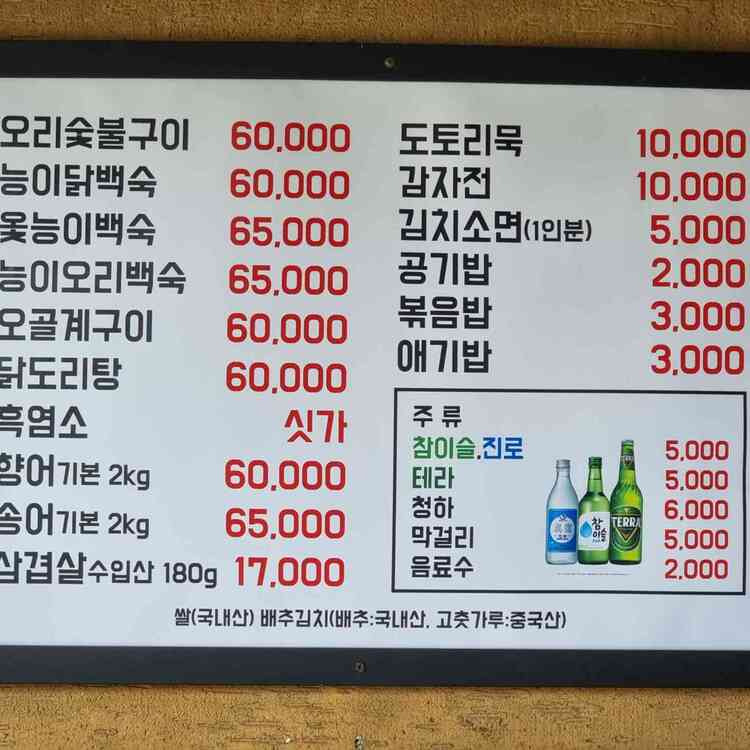 오리숯불구이 60,000
능이닭백숙 60,000
옻능이백숙 65,000
능이오리백숙 65,000
오골계구이 60,000
닭도리탕 60,000
흑염소 싯가
향어기본 2kg 60,000
송어기본 2kg 65,000
삼겹살수입산 180g 17,000
도토리묵 10,000
감자전 10,000
김치소면(1인분) 5,000
공기밥 2,000
볶음밥 3,000
애기밥 3,000
주 류
참이슬,진로 5,000
테라 5,000
청하 6,000
막걸리 5,000
음료수 2,000
참이슬
TERRA
쌀(국내산) 배추김치(배추:국내산, 고춧가루:중국산)